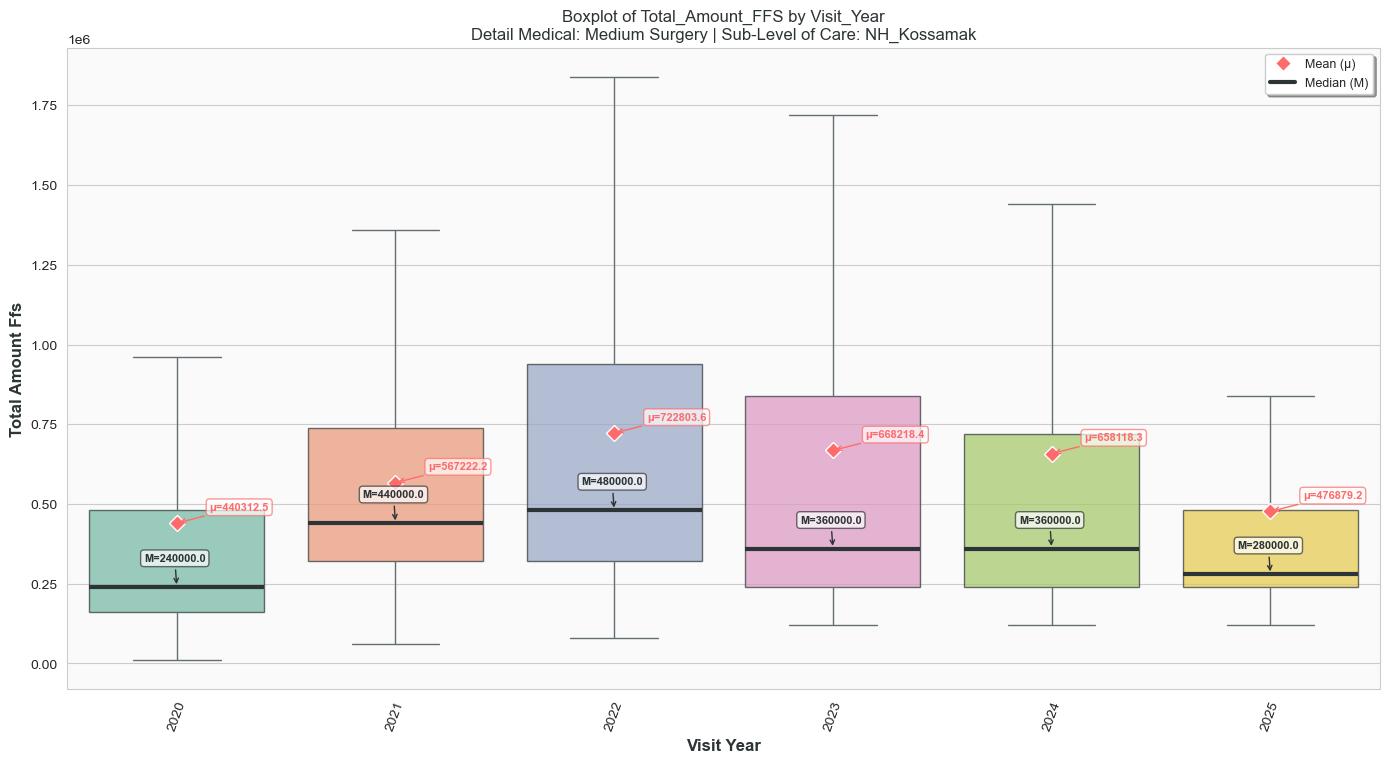 Boxplot of Total_Amount_FFS by Visit_Year
Detail Medical: Medium Surgery | Sub-Level of Care: NH_Kossamak
1e6
Mean (μ)
Median (M)
1.75
1.50
1.25
1.00
0.75
0.50
0.25
0.00
Total Amount Ffs
μ=440312.5
M=240000.0
μ=567222.2
M=440000.0
μ=722803.6
M=480000.0
μ=668218.4
M=360000.0
μ=658118.3
M=360000.0
μ=476879.2
M=280000.0
2020
2021
2022
2023
2024
2025
Visit Year